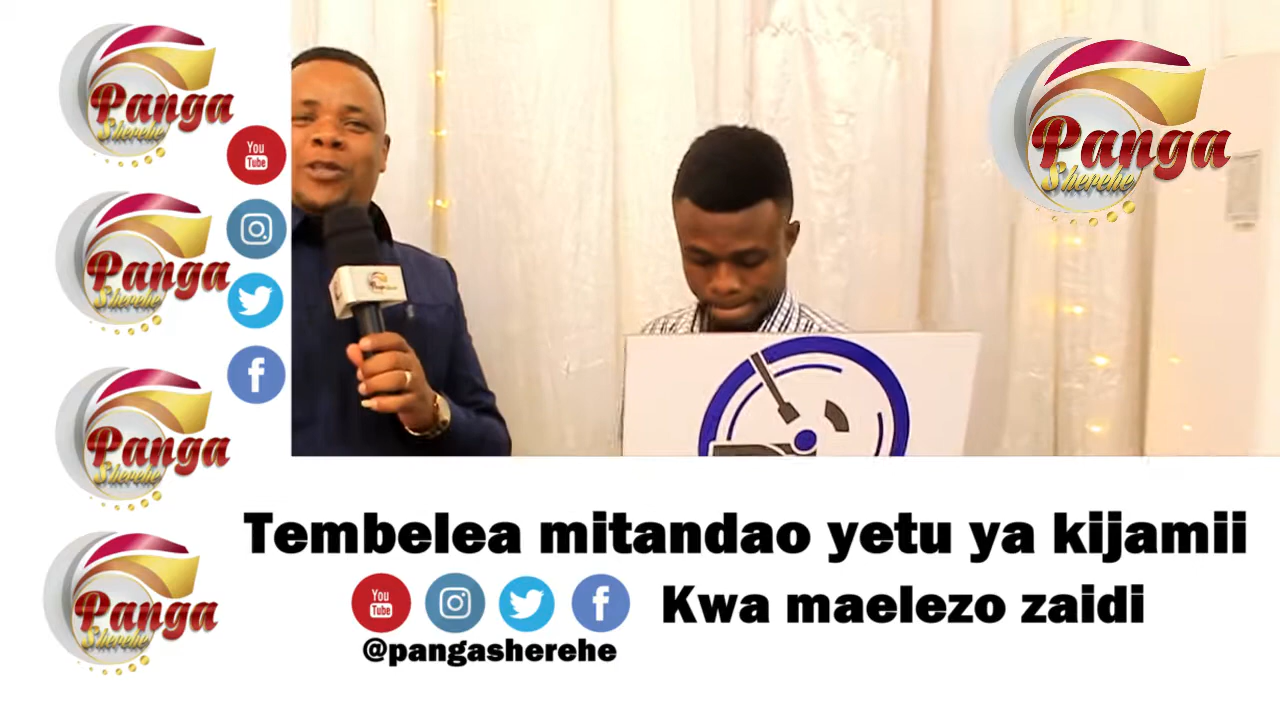 Panga
Sherehe
You
Tube
Panga
Sherehe
Panga
Sherehe
Panga
Sherehe
Panga
Sherehe
Tembelea mitandao yetu ya kijamii
You
Tube
Kwa maelezo zaidi
@pangasherehe